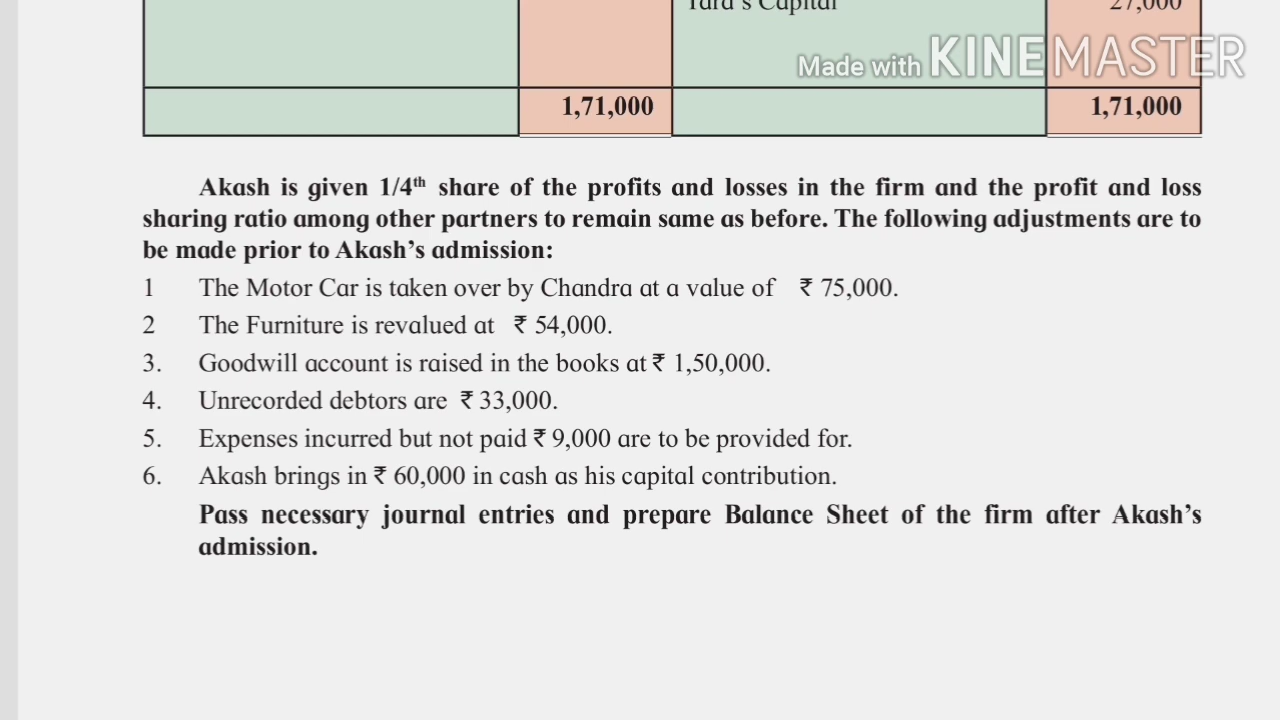 Tara's Capital 27,000
Made with KINEMASTER
1,71,000 1,71,000
Akash is given 1/4th share of the profits and losses in the firm and the profit and loss
sharing ratio among other partners to remain same as before. The following adjustments are to
be made prior to Akash’s admission:
1 The Motor Car is taken over by Chandra at a value of ₹ 75,000.
2 The Furniture is revalued at ₹ 54,000.
3. Goodwill account is raised in the books at ₹ 1,50,000.
4. Unrecorded debtors are ₹ 33,000.
5. Expenses incurred but not paid ₹ 9,000 are to be provided for.
6. Akash brings in ₹ 60,000 in cash as his capital contribution.
Pass necessary journal entries and prepare Balance Sheet of the firm after Akash’s
admission.